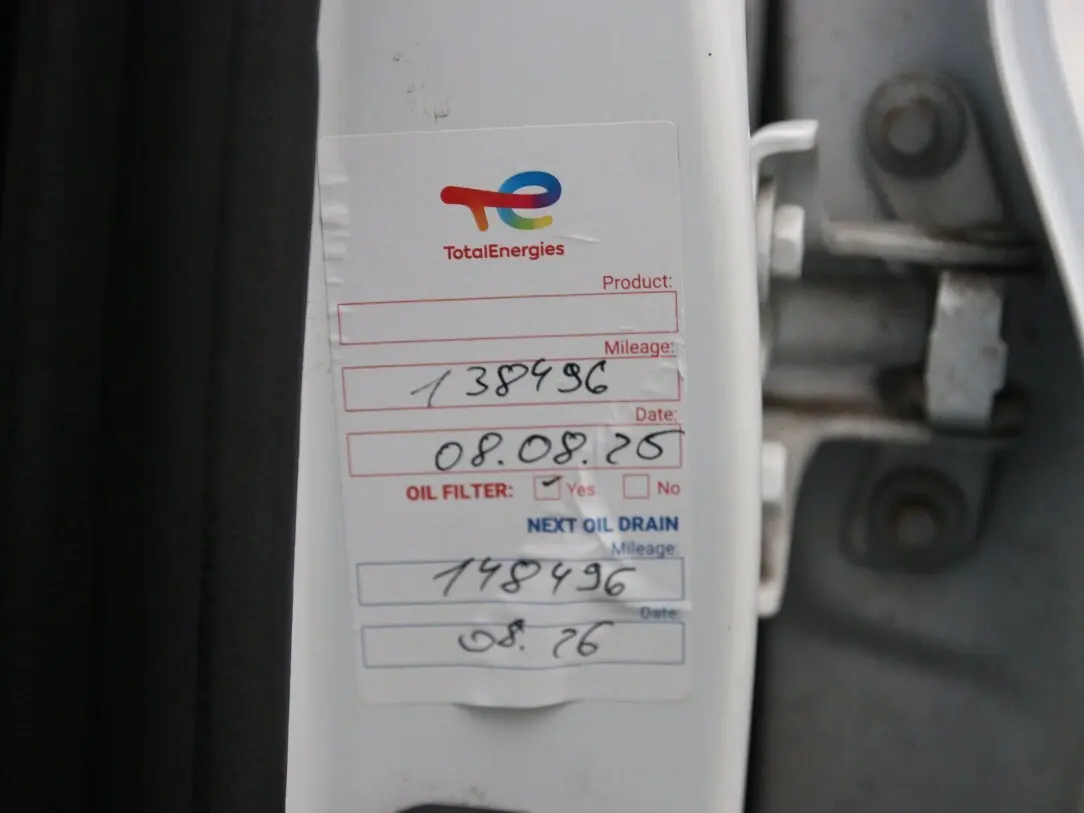 TotalEnergies
Product:
Mileage:
138496
Date:
08.08.25
OIL FILTER: Yes No
NEXT OIL DRAIN
Mileage:
148496
Date:
08. 26